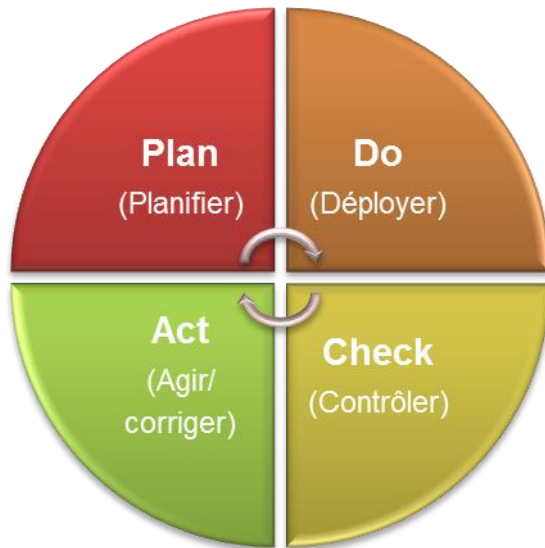 Plan
(Planifier)
Do
(Déployer)
Act
(Agir/
corriger)
Check
(Contrôler)